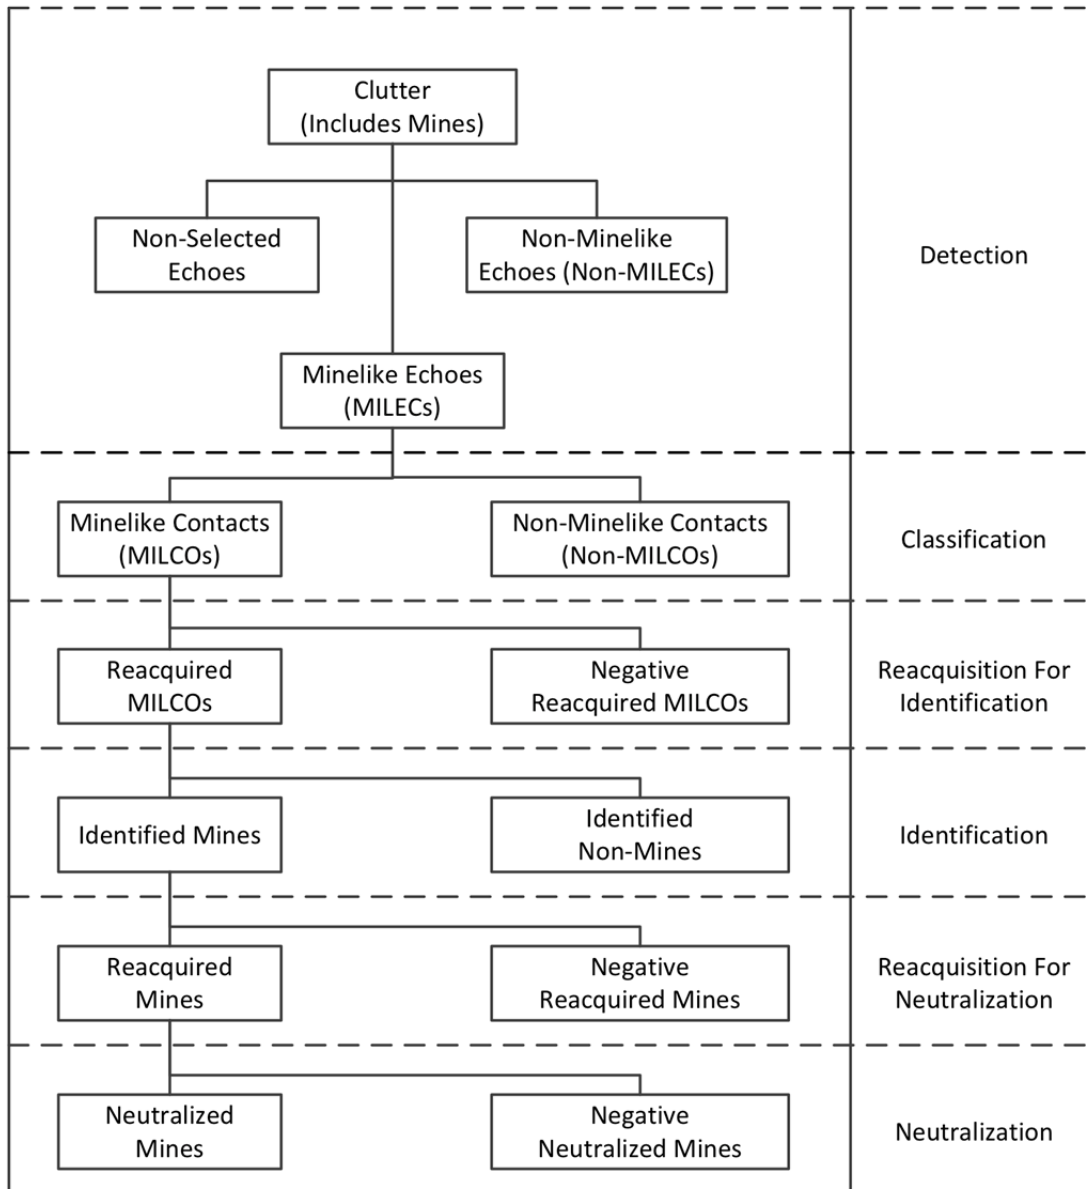 Clutter
(Includes Mines)
Non-Selected
Echoes
Non-Minelike
Echoes (Non-MILECs)
Detection
Minelike Echoes
(MILECs)
Minelike Contacts
(MILCOs)
Non-Minelike Contacts
(Non-MILCOs)
Classification
Reacquired
MILCOs
Negative
Reacquired MILCOs
Reacquisition For
Identification
Identified Mines
Identified
Non-Mines
Identification
Reacquired
Mines
Negative
Reacquired Mines
Reacquisition For
Neutralization
Neutralized
Mines
Negative
Neutralized Mines
Neutralization